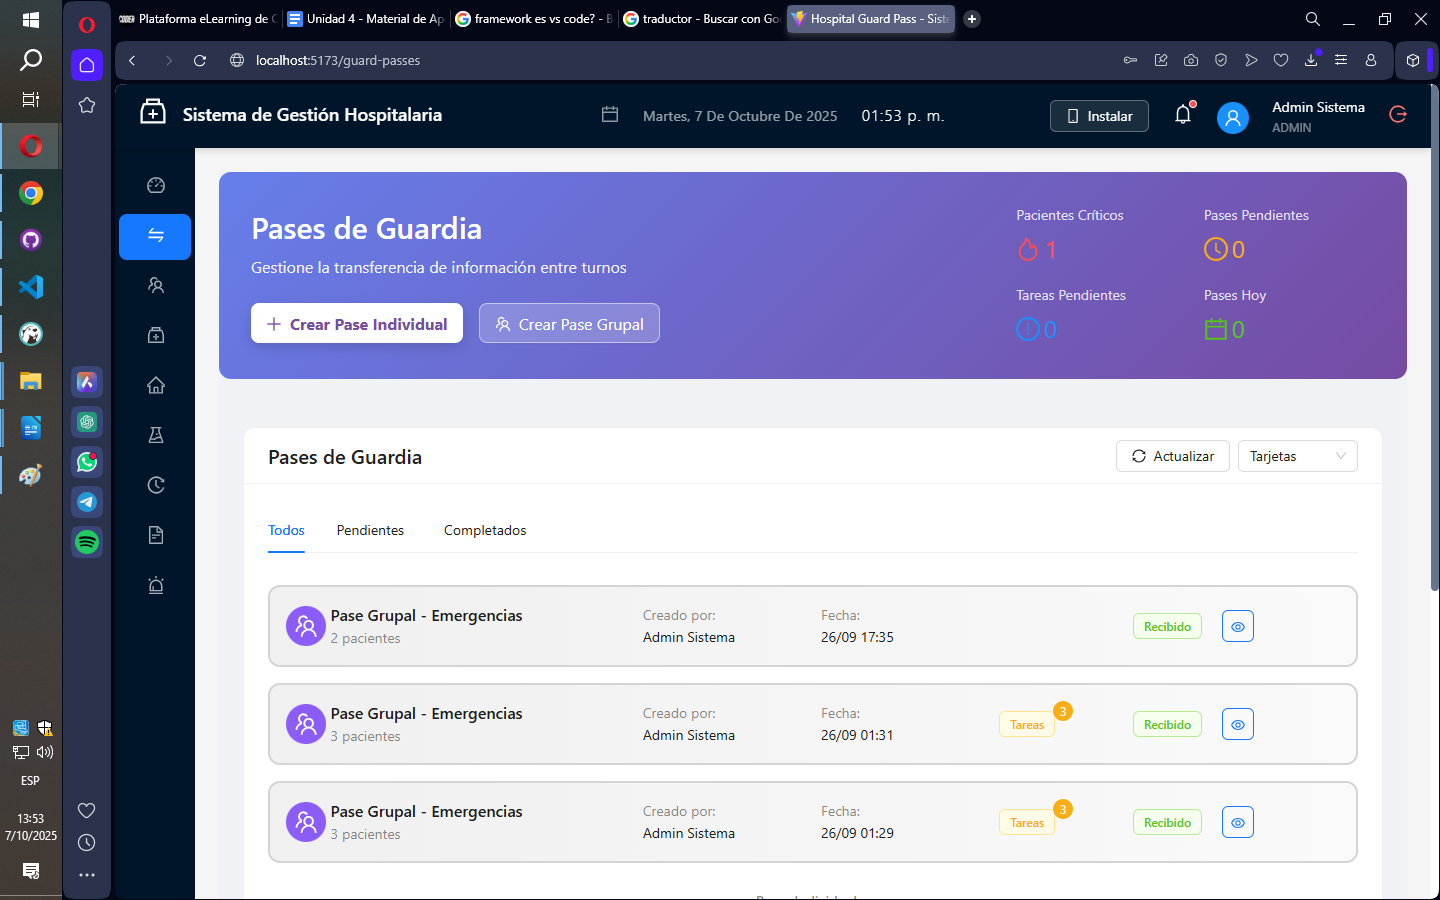 Plataforma eLearning de C
Unidad 4 - Material de Ap
framework es vs code? - B
traductor - Buscar con Go
Hospital Guard Pass - Siste
localhost:5173/guard-passes
Sistema de Gestión Hospitalaria
Martes, 7 De Octubre De 2025
01:53 p. m.
Instalar
Admin Sistema
ADMIN
Pases de Guardia
Gestione la transferencia de información entre turnos
Crear Pase Individual
Crear Pase Grupal
Pacientes Críticos
1
Pases Pendientes
0
Tareas Pendientes
0
Pases Hoy
0
Pases de Guardia
Actualizar
Tarjetas
Todos
Pendientes
Completados
Pase Grupal - Emergencias
2 pacientes
Creado por:
Admin Sistema
Fecha:
26/09 17:35
Recibido
Pase Grupal - Emergencias
3 pacientes
Creado por:
Admin Sistema
Fecha:
26/09 01:31
Tareas
3
Recibido
Pase Grupal - Emergencias
3 pacientes
Creado por:
Admin Sistema
Fecha:
26/09 01:29
Tareas
3
Recibido
ESP
13:53
7/10/2025